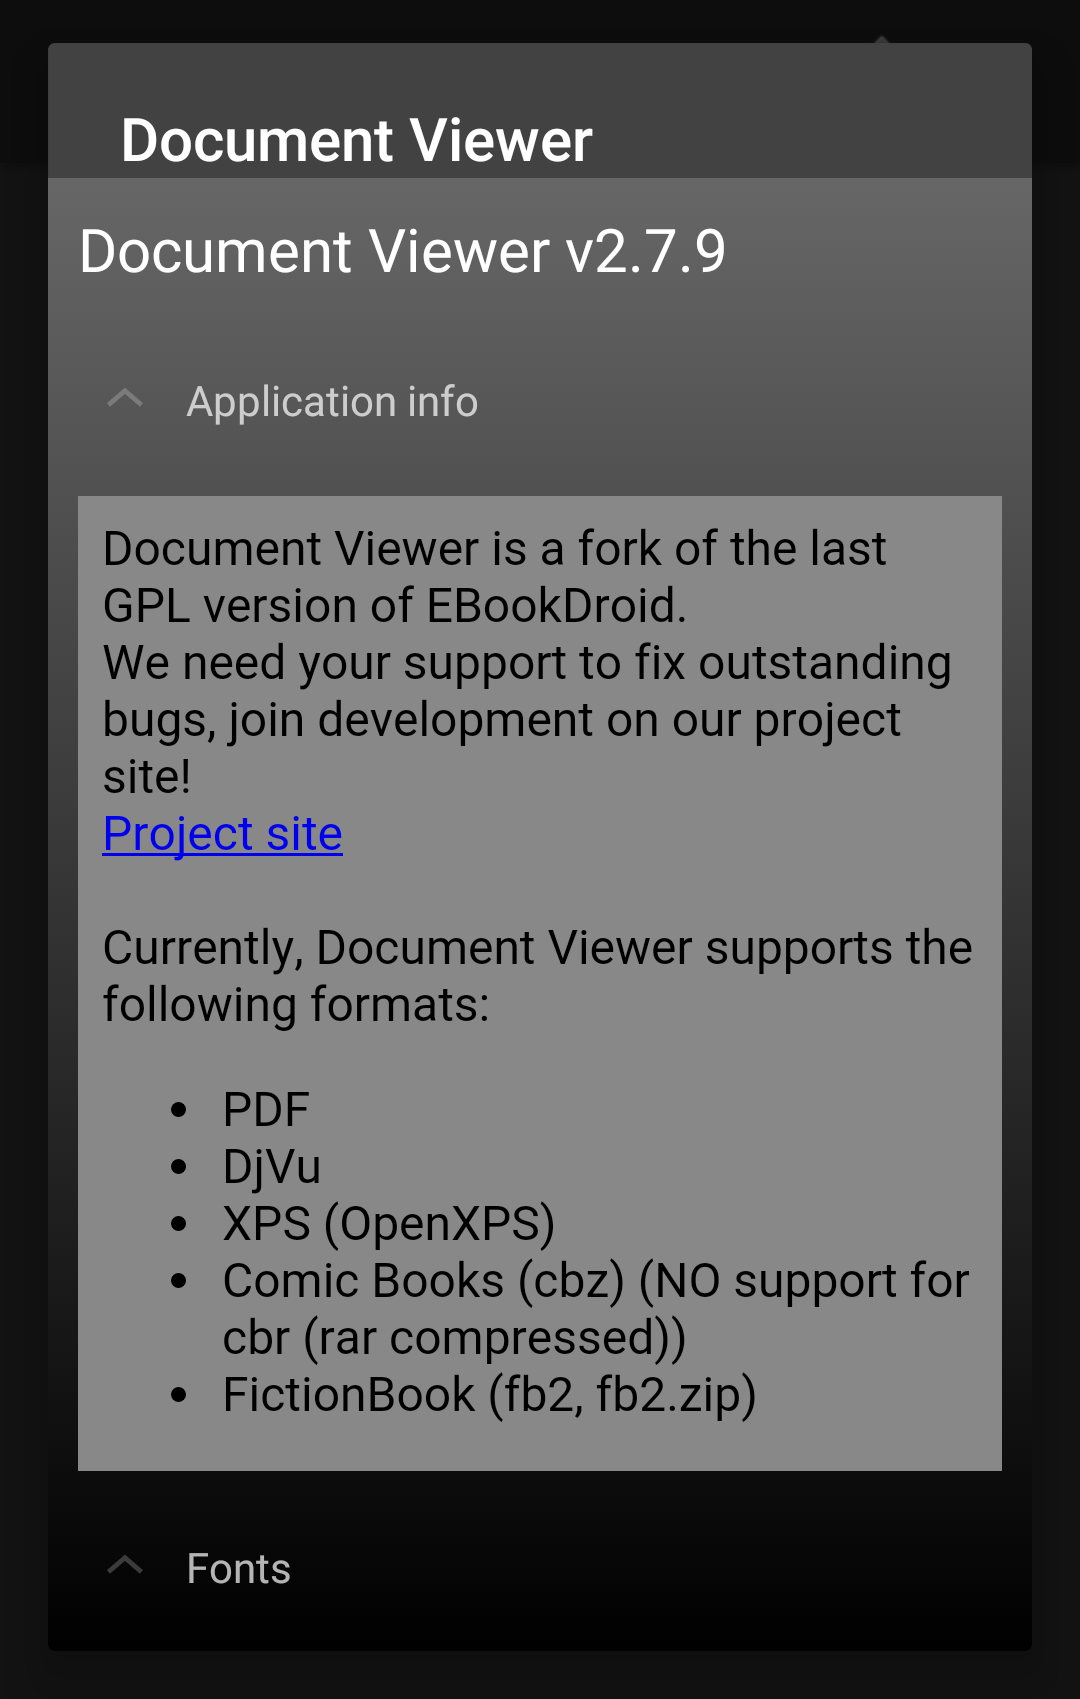 Document Viewer
Document Viewer v2.7.9
Application info
Document Viewer is a fork of the last
GPL version of EBookDroid.
We need your support to fix outstanding
bugs, join development on our project
site!
Project site
Currently, Document Viewer supports the
following formats:
• PDF
• DjVu
• XPS (OpenXPS)
• Comic Books (cbz) (NO support for
cbr (rar compressed))
• FictionBook (fb2, fb2.zip)
Fonts